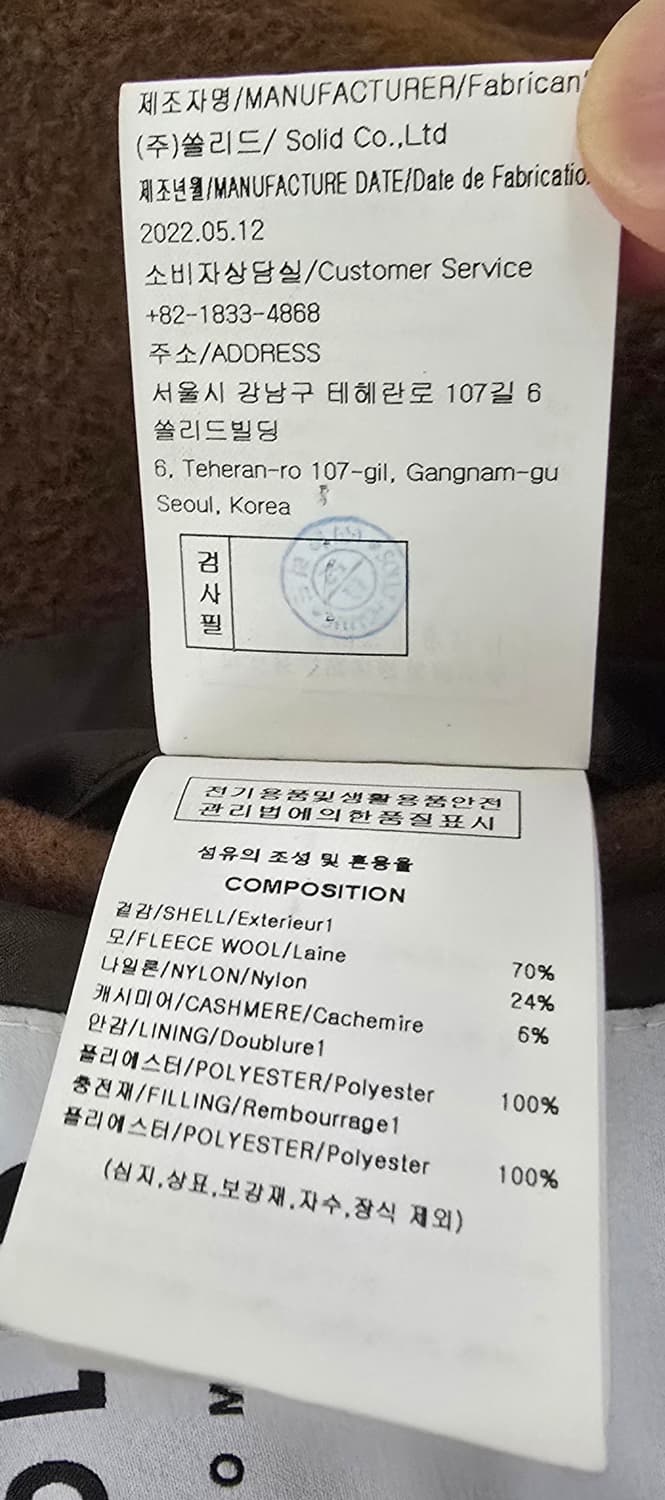 제조자명/MANUFACTURER/Fabricant
(주)쏠리드/ Solid Co.,Ltd
제조년월/MANUFACTURE DATE/Date de Fabricatio
2022.05.12
소비자상담실/Customer Service
+82-1833-4868
주소/ADDRESS
서울시 강남구 테헤란로 107길 6
쏠리드빌딩
6, Teheran-ro 107-gil, Gangnam-gu
Seoul, Korea
검사필
전기용품및생활용품안전
관리법에의한품질표시
섬유의 조성 및 혼용율
COMPOSITION
겉감/SHELL/Exterieur1
모/FLEECE WOOL/Laine 70%
나일론/NYLON/Nylon 24%
캐시미어/CASHMERE/Cachemire 6%
안감/LINING/Doublure1
폴리에스터/POLYESTER/Polyester 100%
충전재/FILLING/Rembourrage1
폴리에스터/POLYESTER/Polyester 100%
(심지,상표,보강재,자수,장식 제외)